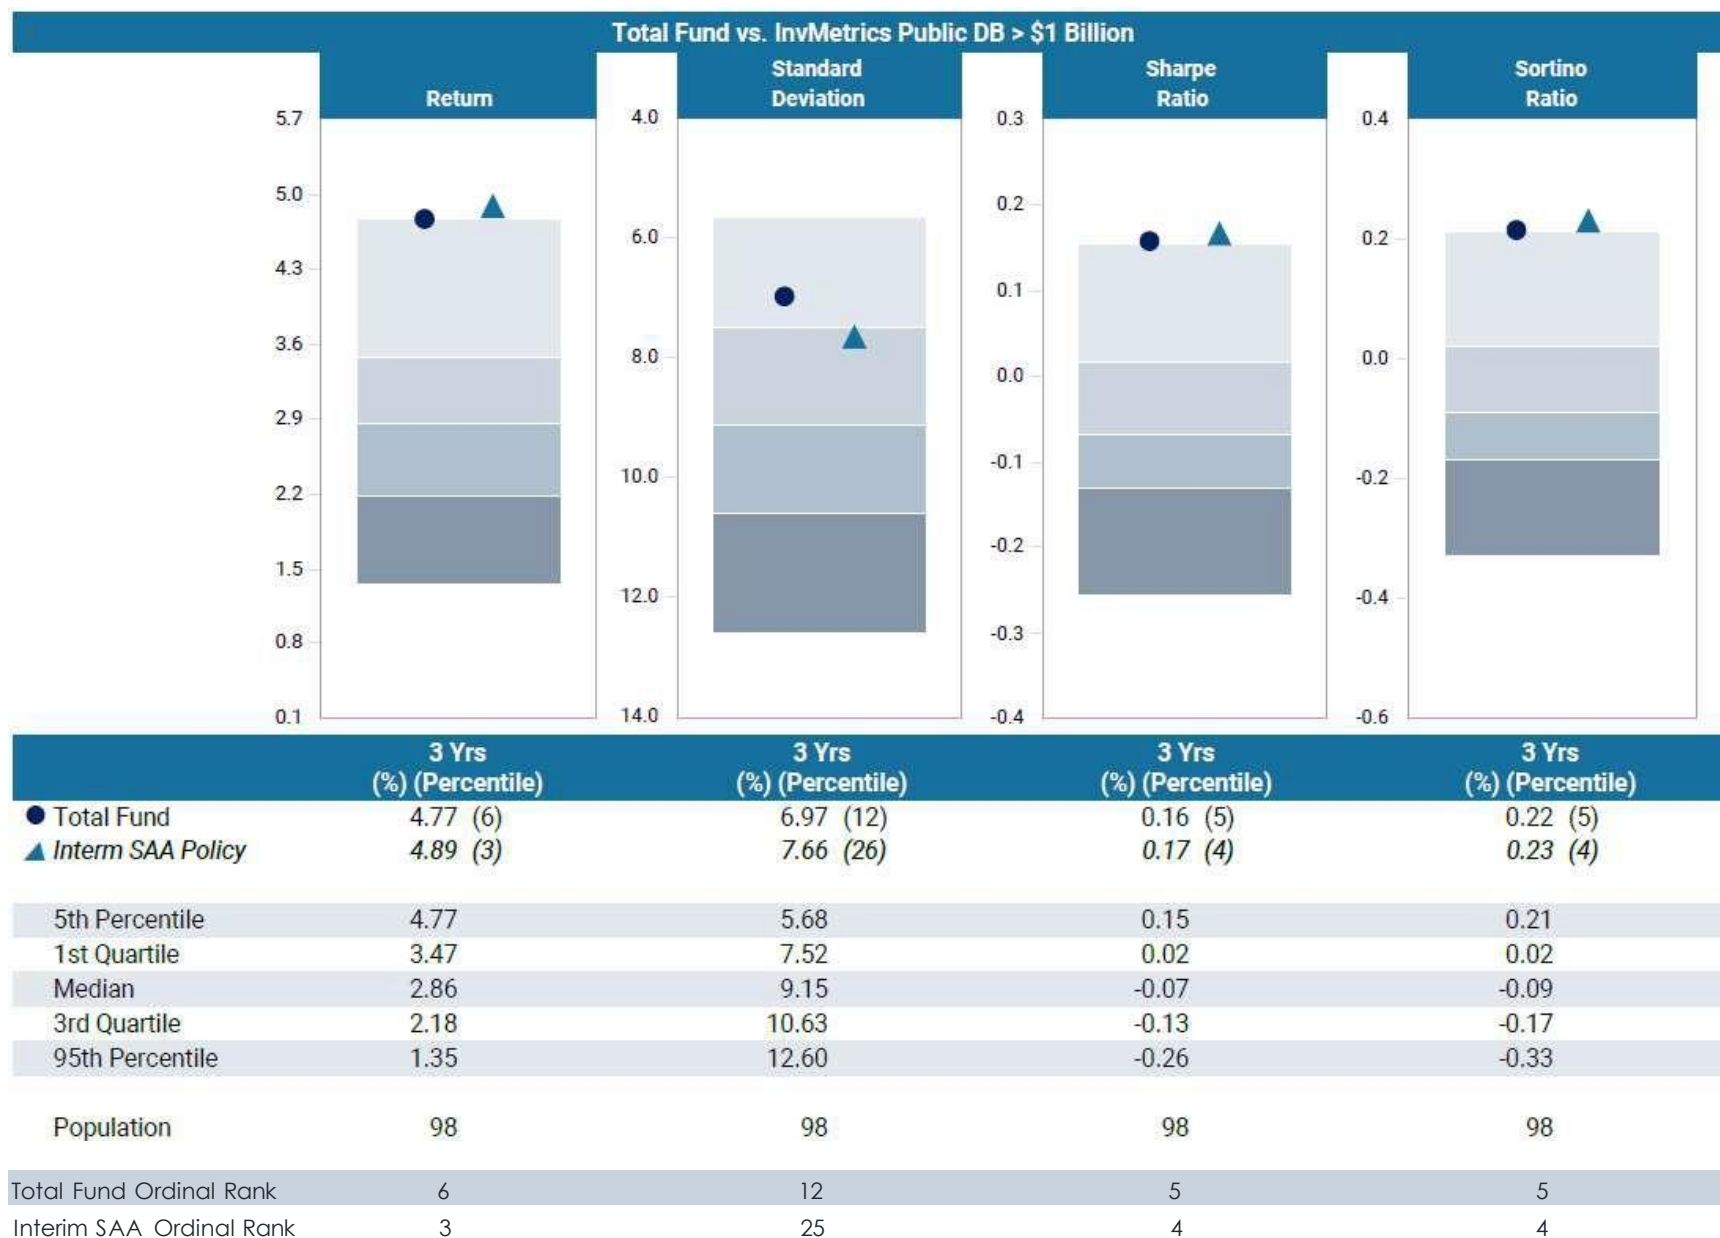 Total Fund vs. InvMetrics Public DB > $1 Billion
Return
Standard
Deviation
Sharpe
Ratio
Sortino
Ratio
5.7
5.0
4.3
3.6
2.9
2.2
1.5
0.8
0.1
4.0
6.0
8.0
10.0
12.0
14.0
0.3
0.2
0.1
0.0
-0.1
-0.2
-0.3
-0.4
0.4
0.2
0.0
-0.2
-0.4
-0.6
3 Yrs 3 Yrs 3 Yrs 3 Yrs
(%) (Percentile) (%) (Percentile) (%) (Percentile) (%) (Percentile)
Total Fund 4.77 (6) 6.97 (12) 0.16 (5) 0.22 (5)
Interm SAA Policy 4.89 (3) 7.66 (26) 0.17 (4) 0.23 (4)
5th Percentile 4.77 5.68 0.15 0.21
1st Quartile 3.47 7.52 0.02 0.02
Median 2.86 9.15 -0.07 -0.09
3rd Quartile 2.18 10.63 -0.13 -0.17
95th Percentile 1.35 12.60 -0.26 -0.33
Population 98 98 98 98
Total Fund Ordinal Rank 6 12 5 5
Interim SAA Ordinal Rank 3 25 4 4